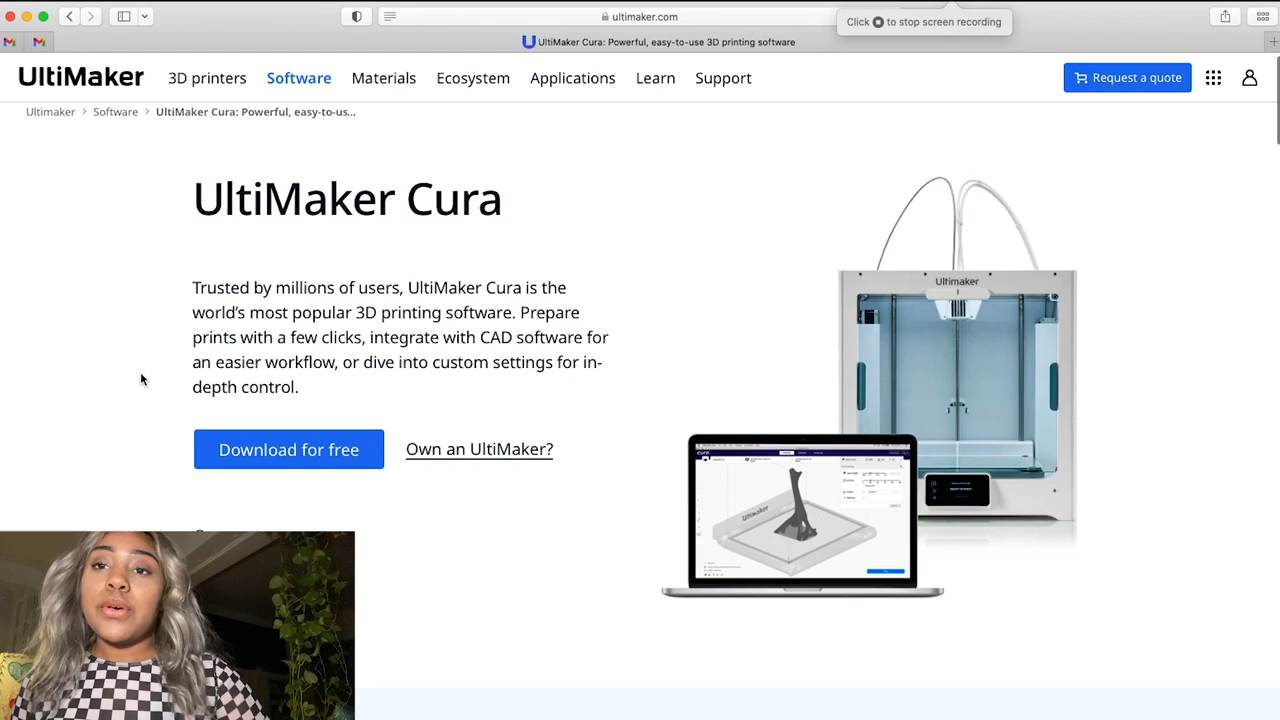 ultimaker.com
Click to stop screen recording
UltiMaker Cura: Powerful, easy-to-use 3D printing software
UltiMaker
3D printers
Software
Materials
Ecosystem
Applications
Learn
Support
Request a quote
Ultimaker > Software > UltiMaker Cura: Powerful, easy-to-us...
UltiMaker Cura
Trusted by millions of users, UltiMaker Cura is the
world's most popular 3D printing software. Prepare
prints with a few clicks, integrate with CAD software for
an easier workflow, or dive into custom settings for in-
depth control.
Download for free
Own an UltiMaker?
Ultimaker
cura
Ultimaker